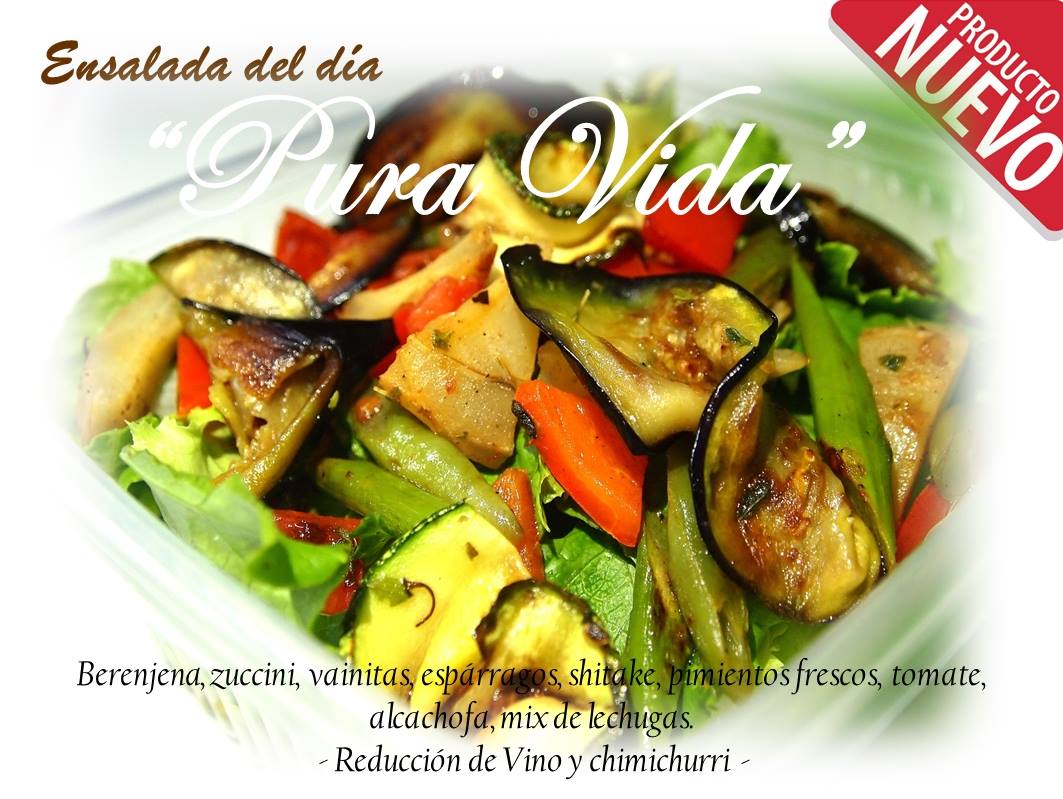 Ensalada del día
PRODUCTO
NUEVO
“Pura Vida”
Berenjena, zuccini, vainitas, espárragos, shitake, pimientos frescos, tomate,
alcachofa, mix de lechugas.
- Reducción de Vino y chimichurri -